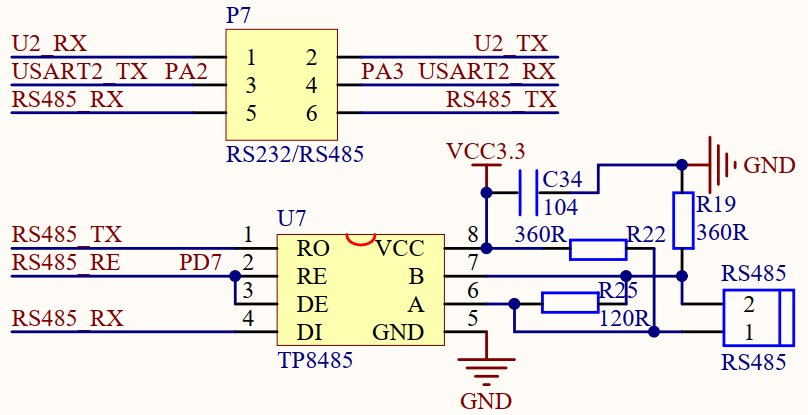 P7
U2_RX 1 2 U2_TX
USART2_TX PA2 3 4 PA3 USART2_RX
RS485_RX 5 6 RS485_TX
RS232/RS485
VCC3.3
GND
C34
104
R19
360R
U7
360R R22
RS485_TX 1 RO VCC 8
RS485_RE PD7 2 RE B 7
3 DE A 6
RS485_RX 4 DI GND 5
TP8485
R25
120R
RS485
2
1
RS485
GND